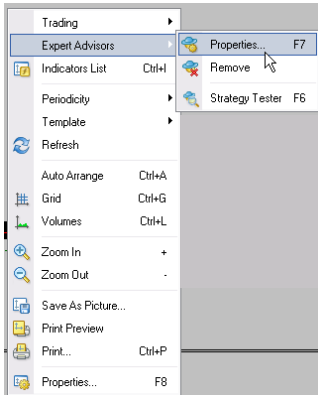 Trading
Expert Advisors
Properties... F7
Indicators List Ctrl+I
Remove
Periodicity
Strategy Tester F6
Template
Refresh
Auto Arrange Ctrl+A
Grid Ctrl+G
Volumes Ctrl+L
Zoom In +
Zoom Out -
Save As Picture...
Print Preview
Print... Ctrl+P
Properties... F8